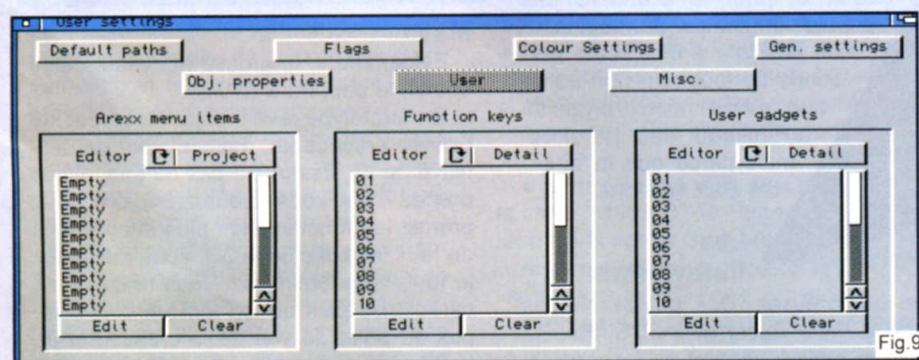 User settings
Default paths
Flags
Colour Settings
Gen. settings
Obj. properties
User
Misc.
Arexx menu items
Editor Project
Empty
Empty
Empty
Empty
Empty
Empty
Empty
Empty
Empty
Empty
Edit Clear
Function keys
Editor Detail
01
02
03
04
05
06
07
08
09
10
Edit Clear
User gadgets
Editor Detail
01
02
03
04
05
06
07
08
09
10
Edit Clear
Fig.9